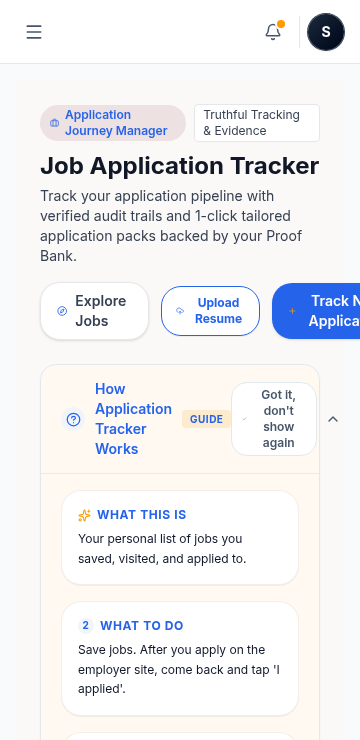 S
Application
Journey Manager
Truthful Tracking
& Evidence
Job Application Tracker
Track your application pipeline with
verified audit trails and 1-click tailored
application packs backed by your Proof
Bank.
Explore
Jobs
Upload
Resume
Track N
Applica
How
Application
Tracker
Works
GUIDE
Got it,
don't
show
again
WHAT THIS IS
Your personal list of jobs you
saved, visited, and applied to.
2 WHAT TO DO
Save jobs. After you apply on the
employer site, come back and tap 'I
applied'.